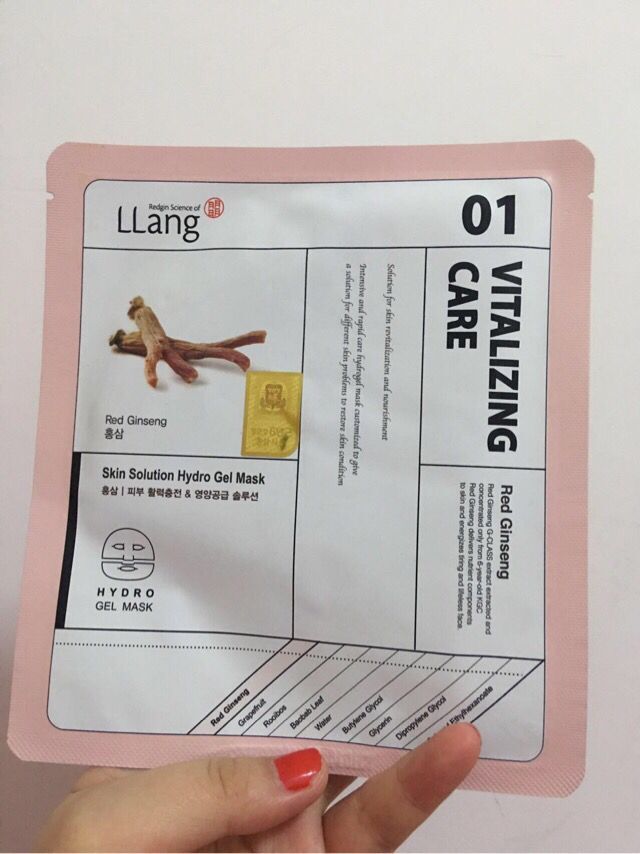 Redgin Science of
LLang
01
VITALIZING
CARE
Solution for skin revitalization and nourishment
Intensive and rapid care hydrogel mask customized to give
a solution for different skin problems to restore skin condition
Red Ginseng
홍삼
Red Ginseng
Red Ginseng G-CLASS extract extracted and
concentrated only from 6-year-old KGC
Red Ginseng delivers nutrient components
to skin and energizes tiring and lifeless face.
Skin Solution Hydro Gel Mask
홍삼 | 피부 활력충전 & 영양공급 솔루션
HYDRO
GEL MASK
Red Ginseng
Grapefruit
Rooibos
Baobab Leaf
Water
Butylene Glycol
Glycerin
Dipropylene Glycol
Ethylhexanoate